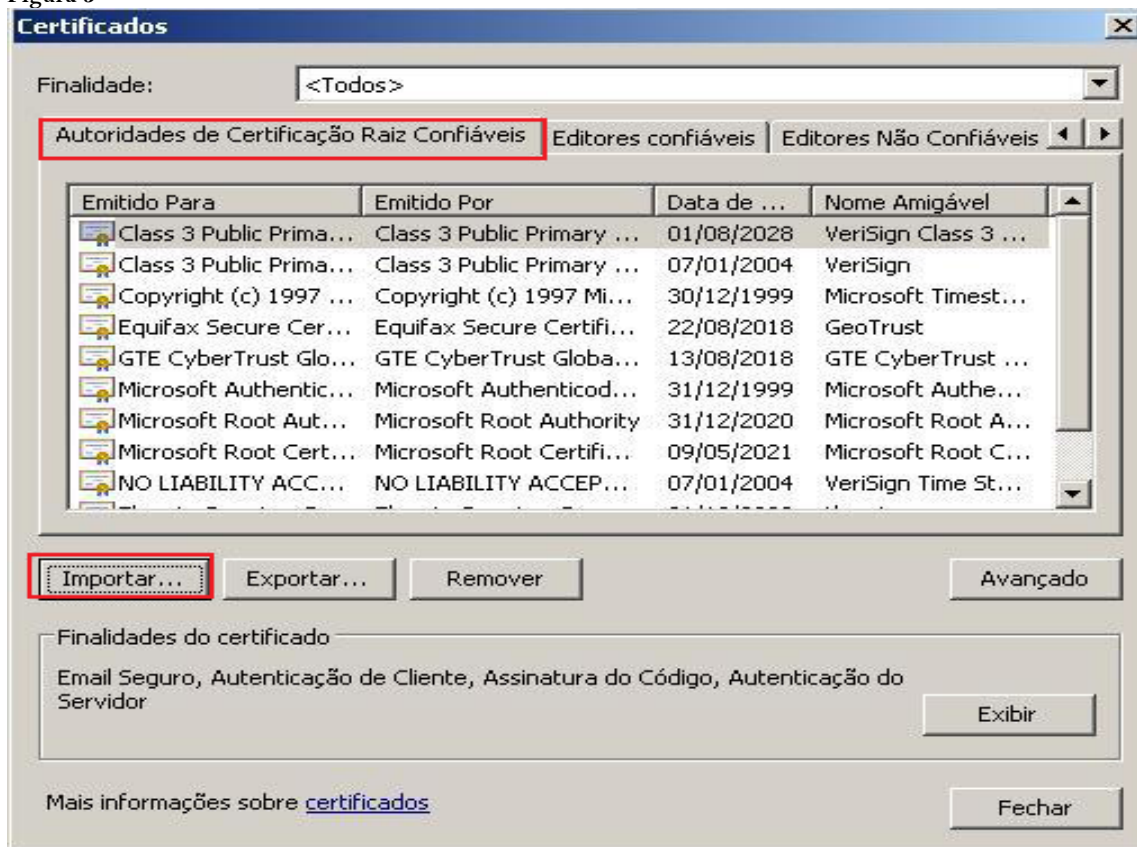 Certificados
Finalidade: <Todos>
Autoridades de Certificação Raiz Confiáveis Editores confiáveis Editores Não Confiáveis
Emitido Para Emitido Por Data de ... Nome Amigável
Class 3 Public Prima... Class 3 Public Primary ... 01/08/2028 VeriSign Class 3 ...
Class 3 Public Prima... Class 3 Public Primary ... 07/01/2004 VeriSign
Copyright (c) 1997 ... Copyright (c) 1997 Mi... 30/12/1999 Microsoft Timest...
Equifax Secure Cer... Equifax Secure Certifi... 22/08/2018 GeoTrust
GTE CyberTrust Glo... GTE CyberTrust Globa... 13/08/2018 GTE CyberTrust ...
Microsoft Authentic... Microsoft Authenticod... 31/12/1999 Microsoft Authe...
Microsoft Root Aut... Microsoft Root Authority 31/12/2020 Microsoft Root A...
Microsoft Root Cert... Microsoft Root Certifi... 09/05/2021 Microsoft Root C...
NO LIABILITY ACC... NO LIABILITY ACCEP... 07/01/2004 VeriSign Time St...
Importar... Exportar... Remover Avançado
Finalidades do certificado
Email Seguro, Autenticação de Cliente, Assinatura do Código, Autenticação do
Servidor
Exibir
Mais informações sobre certificados
Fechar